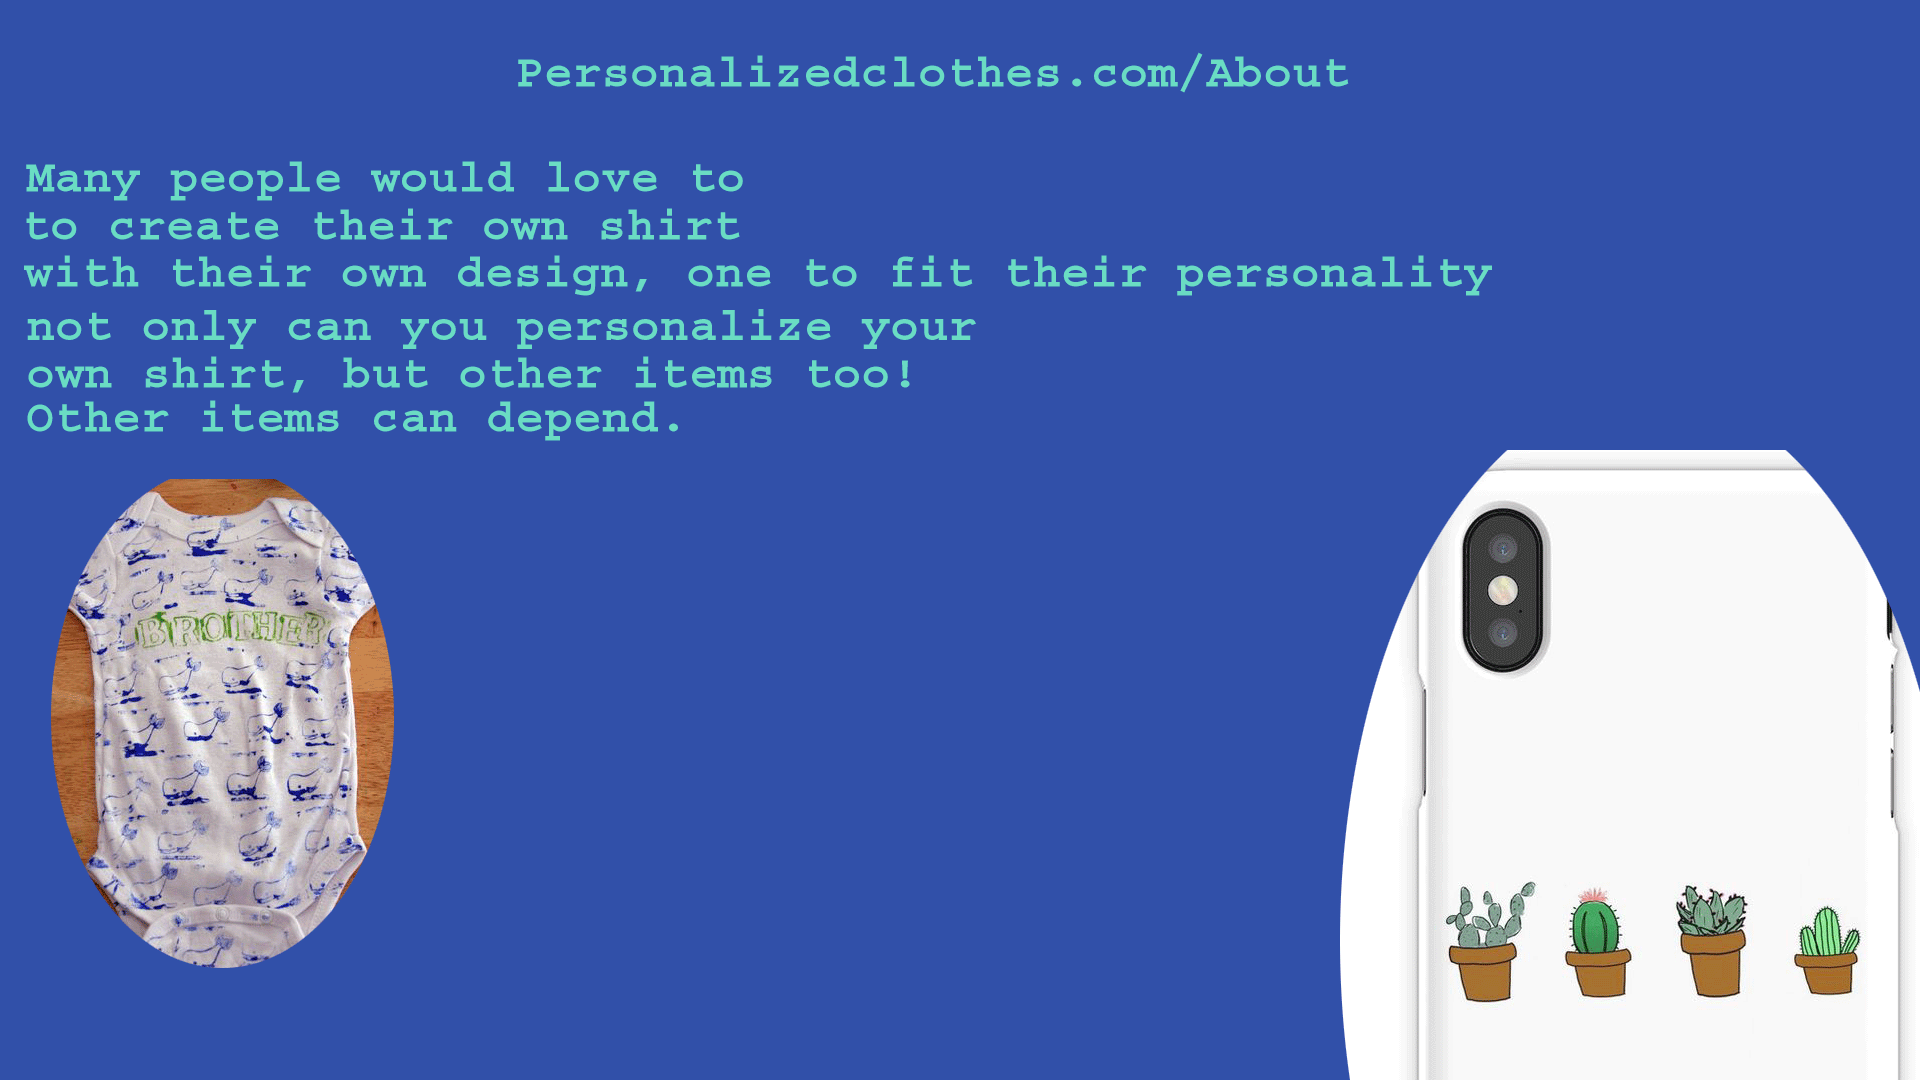 Personalizedclothes.com/About
Many people would love to
to create their own shirt
with their own design, one to fit their personality
not only can you personalize your
own shirt, but other items too!
Other items can depend.
BROTHER